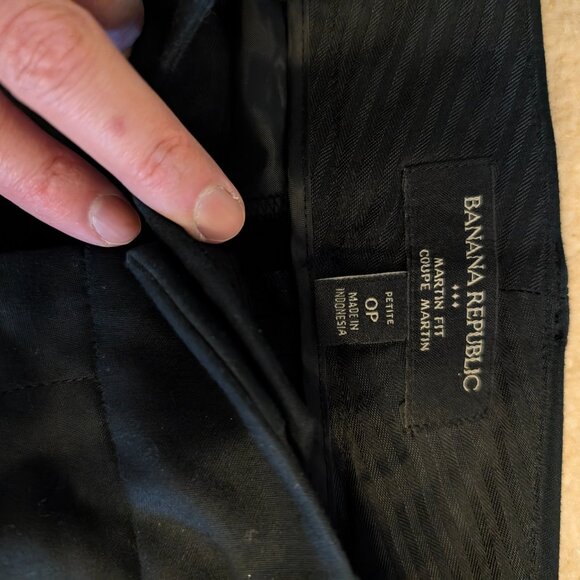 BANANA REPUBLIC
♦♦♦
MARTIN FIT
COUPE MARTIN
PETITE
0P
MADE IN
INDONESIA